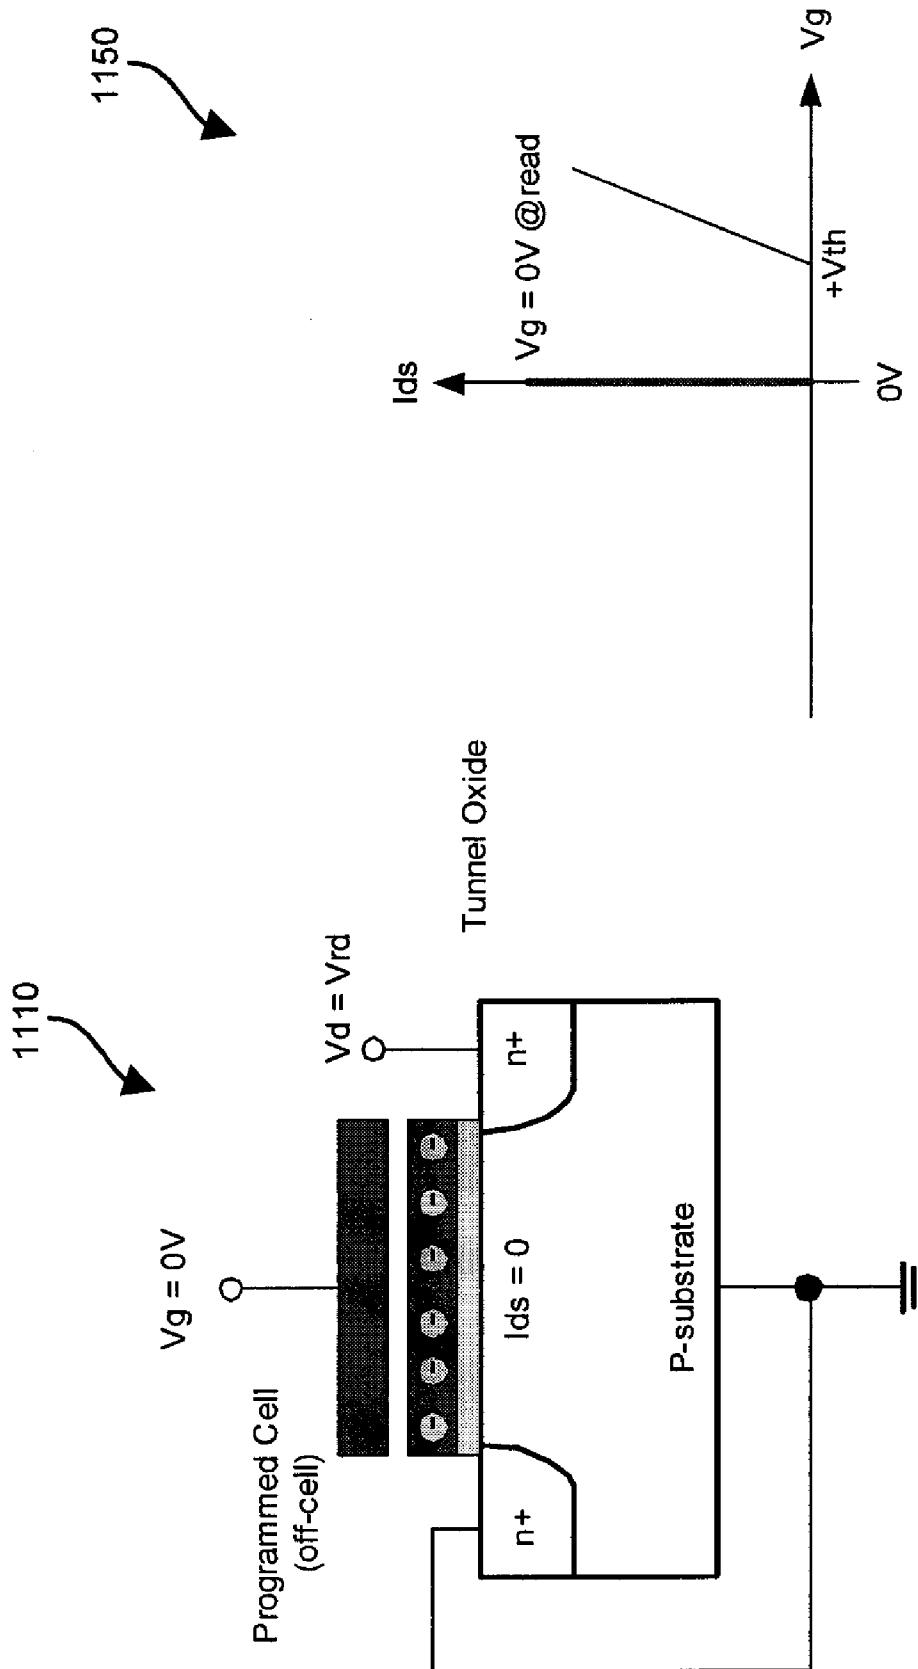 1110
Programmed Cell
(off-cell)
Vg = 0V
Vd = Vrd
Tunnel Oxide
n+
Ids = 0
n+
P-substrate
1150
Ids
Vg = 0V @read
Vg
+Vth
0V